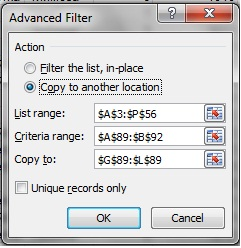 Advanced Filter
Action
Filter the list, in-place
Copy to another location
List range: $A$3:$P$56
Criteria range: $A$89:$B$92
Copy to: $G$89:$L$89
Unique records only
OK Cancel